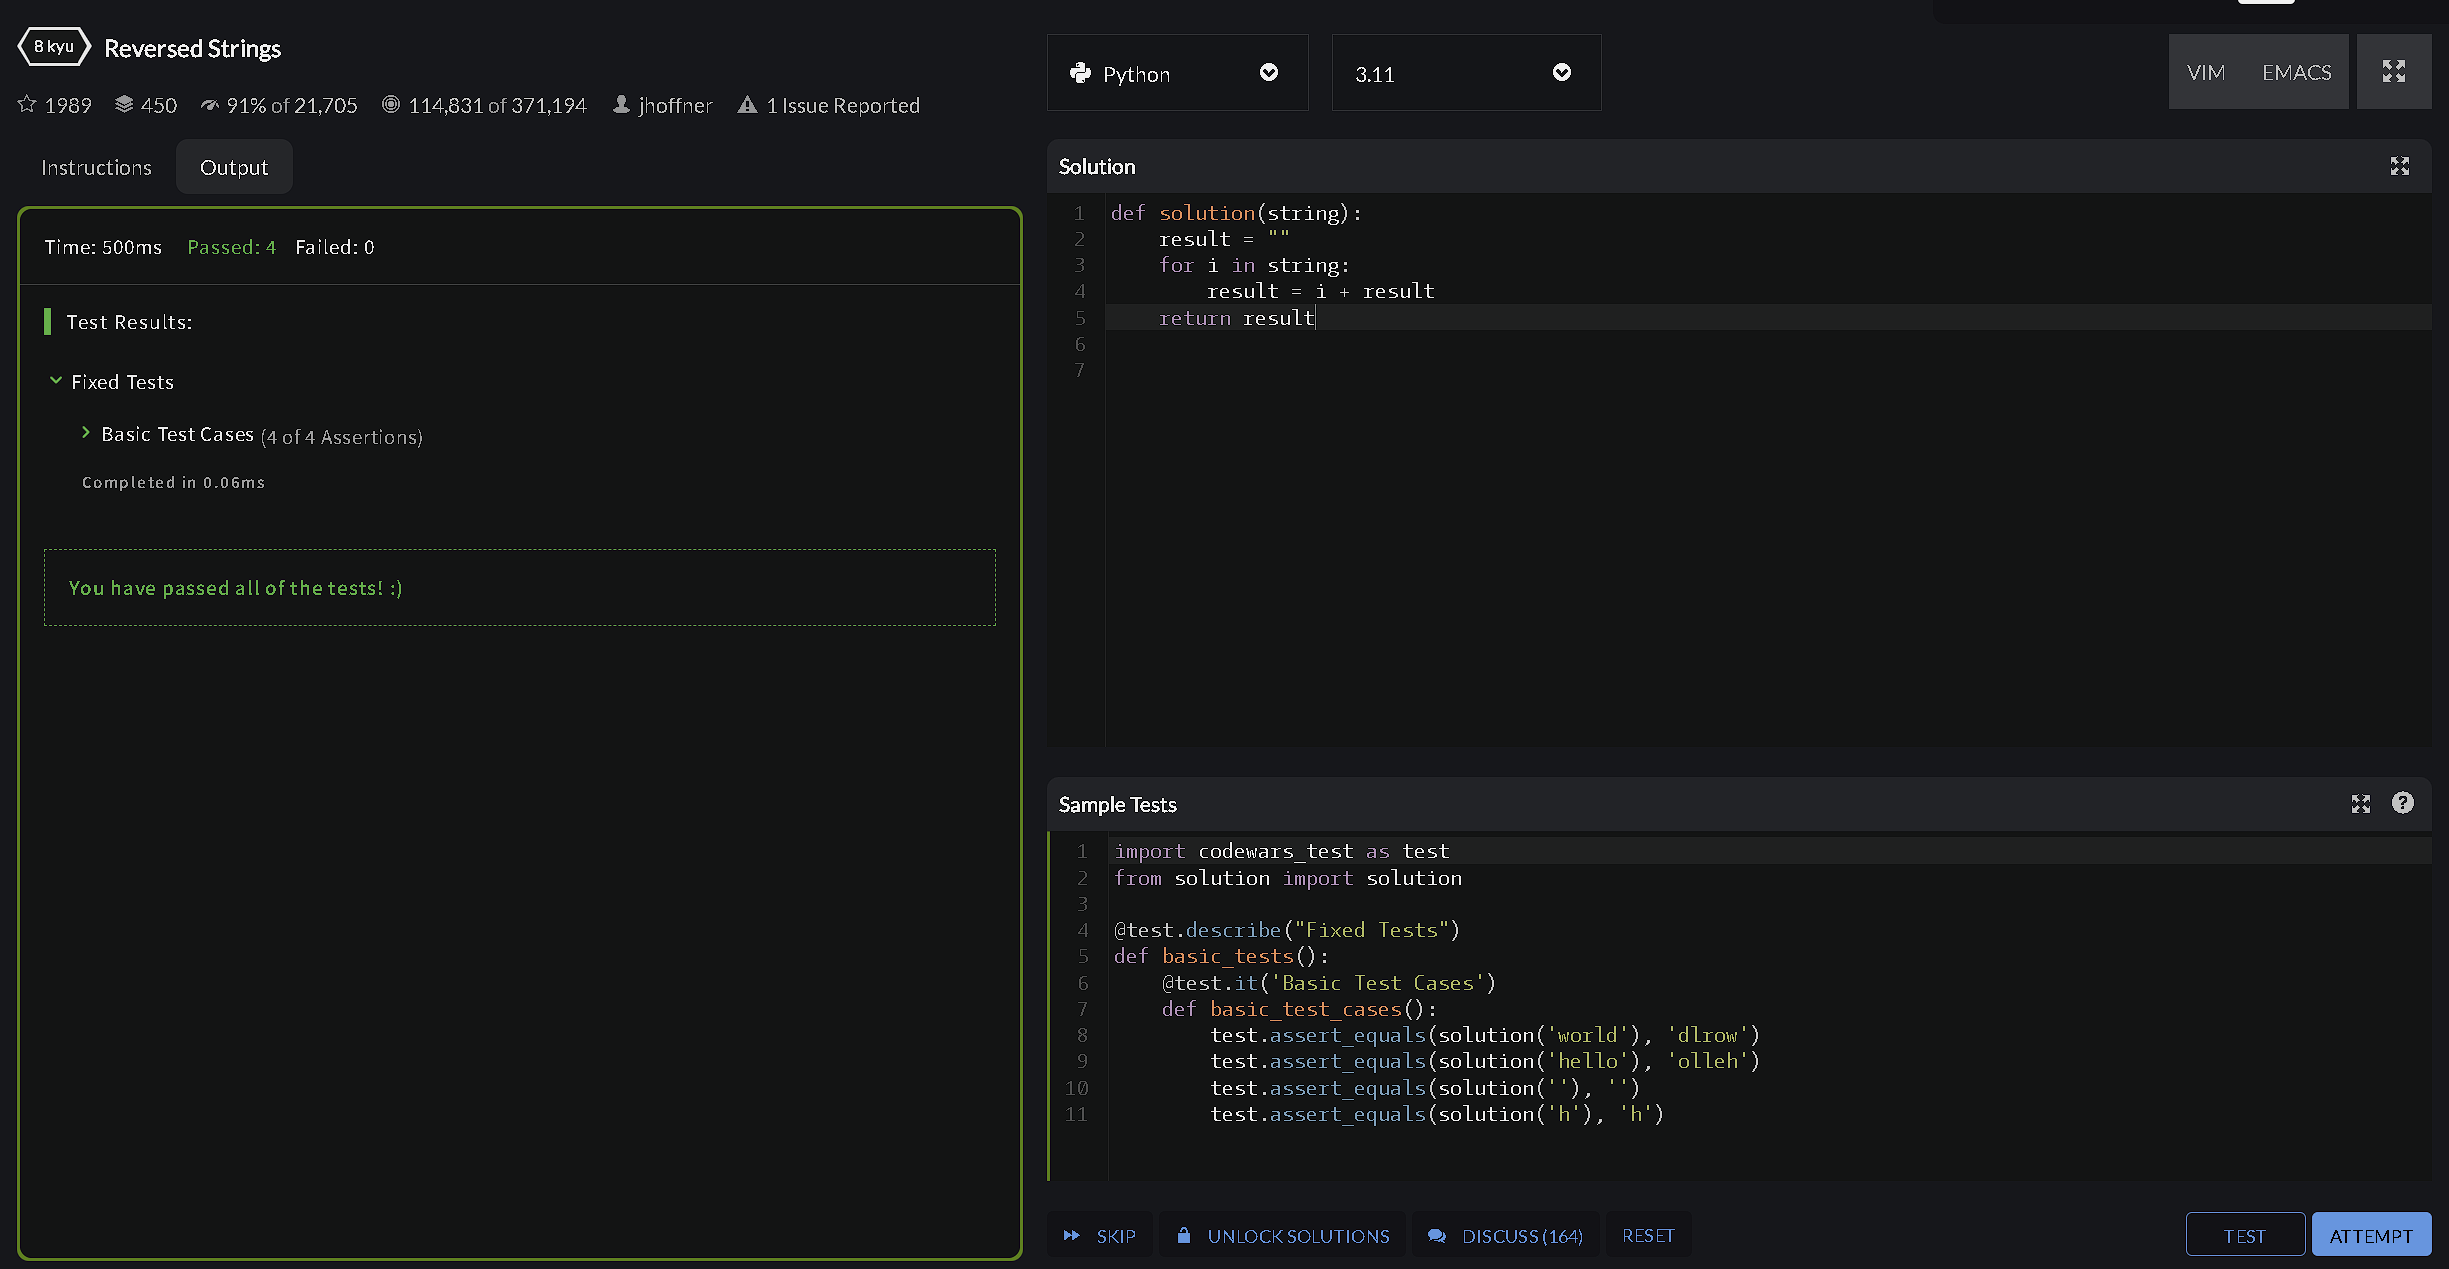 8 kyu Reversed Strings
1989 450 91% of 21,705 114,831 of 371,194 jhoffner 1 Issue Reported
Instructions Output
Time: 500ms Passed: 4 Failed: 0
Test Results:
Fixed Tests
Basic Test Cases (4 of 4 Assertions)
Completed in 0.06ms
You have passed all of the tests! :)
Python 3.11 VIM EMACS
Solution
1 def solution(string):
2     result = ""
3     for i in string:
4         result = i + result
5     return result
6
7
Sample Tests
1 import codewars_test as test
2 from solution import solution
3
4 @test.describe("Fixed Tests")
5 def basic_tests():
6     @test.it('Basic Test Cases')
7     def basic_test_cases():
8         test.assert_equals(solution('world'), 'dlrow')
9         test.assert_equals(solution('hello'), 'olleh')
10         test.assert_equals(solution(''), '')
11         test.assert_equals(solution('h'), 'h')
SKIP UNLOCK SOLUTIONS DISCUSS (164) RESET TEST ATTEMPT